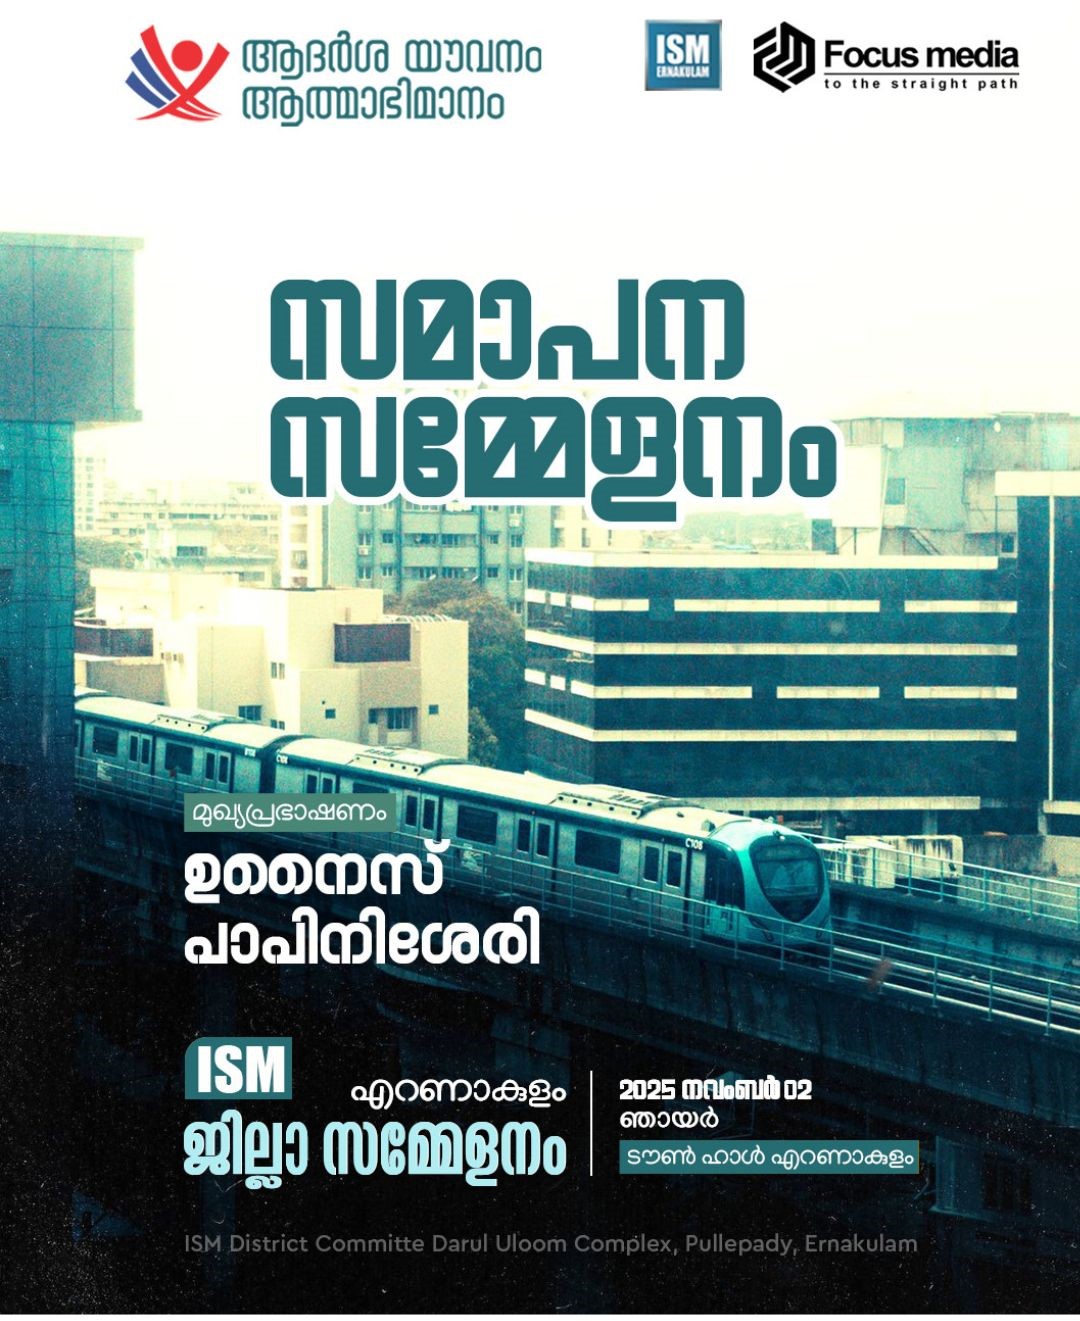 ആദർശ യൗവനം
ആത്മാഭിമാനം
ISM
ERNAKULAM
Focus media
to the straight path
സമാപന
സമ്മേളനം
C108
മുഖ്യപ്രഭാഷണം
ഉനൈസ്
പാപിനിശേരി
ISM
എറണാകുളം
ജില്ലാ സമ്മേളനം
2025 നവംബർ 02
ഞായർ
ടൗൺ ഹാൾ എറണാകുളം
ISM District Committe Darul Uloom Complex, Pullepady, Ernakulam